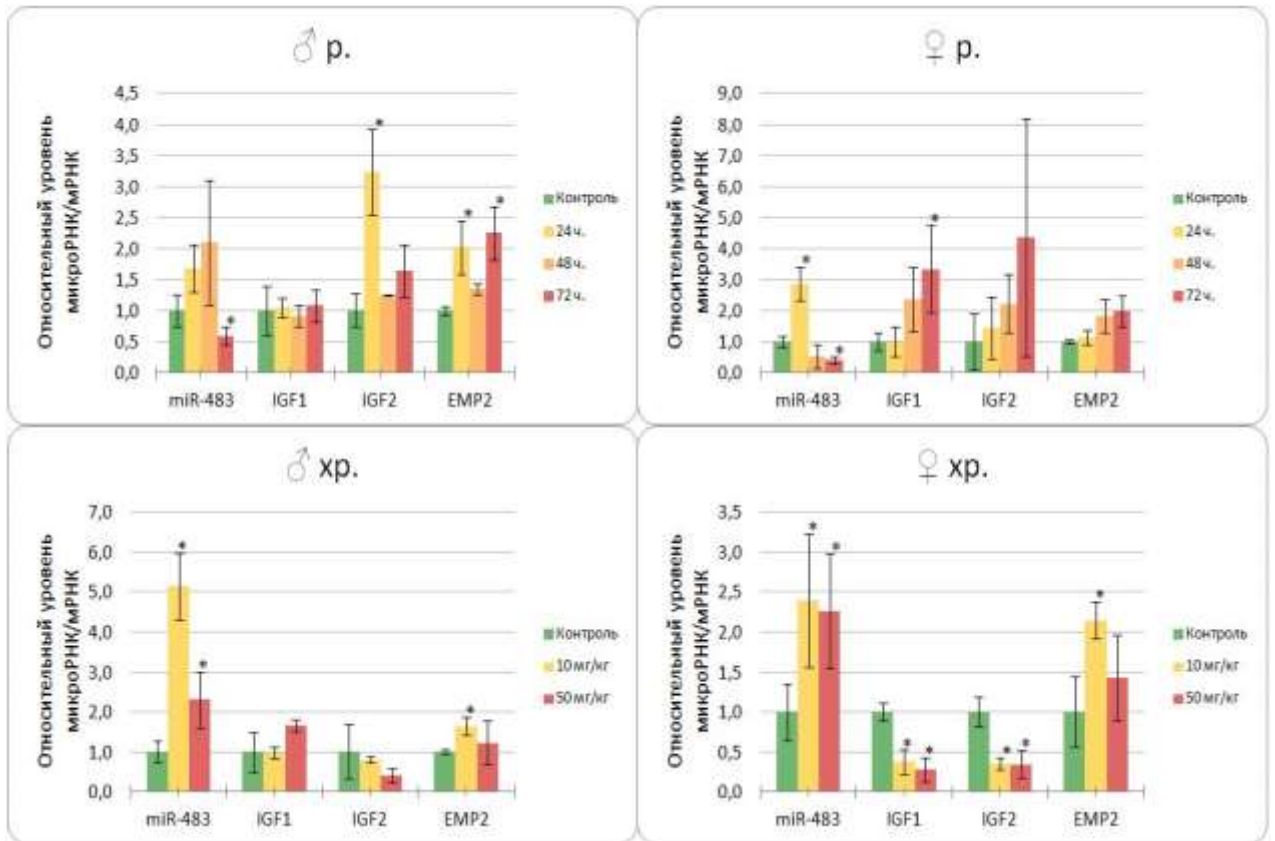 ♂ р.
Относительный уровень
микроРНК/мРНК
4,5
4,0
3,5
3,0
2,5
2,0
1,5
1,0
0,5
0,0
* * * *
miR-483 IGF1 IGF2 EMP2
Контроль
24 ч.
48 ч.
72 ч.
♀ р.
Относительный уровень
микроРНК/мРНК
9,0
8,0
7,0
6,0
5,0
4,0
3,0
2,0
1,0
0,0
* * *
miR-483 IGF1 IGF2 EMP2
Контроль
24 ч.
48 ч.
72 ч.
♂ хр.
Относительный уровень
микроРНК/мРНК
7,0
6,0
5,0
4,0
3,0
2,0
1,0
0,0
* * *
miR-483 IGF1 IGF2 EMP2
Контроль
10 мг/кг
50 мг/кг
♀ хр.
Относительный уровень
микроРНК/мРНК
3,5
3,0
2,5
2,0
1,5
1,0
0,5
0,0
* * * * * * *
miR-483 IGF1 IGF2 EMP2
Контроль
10 мг/кг
50 мг/кг